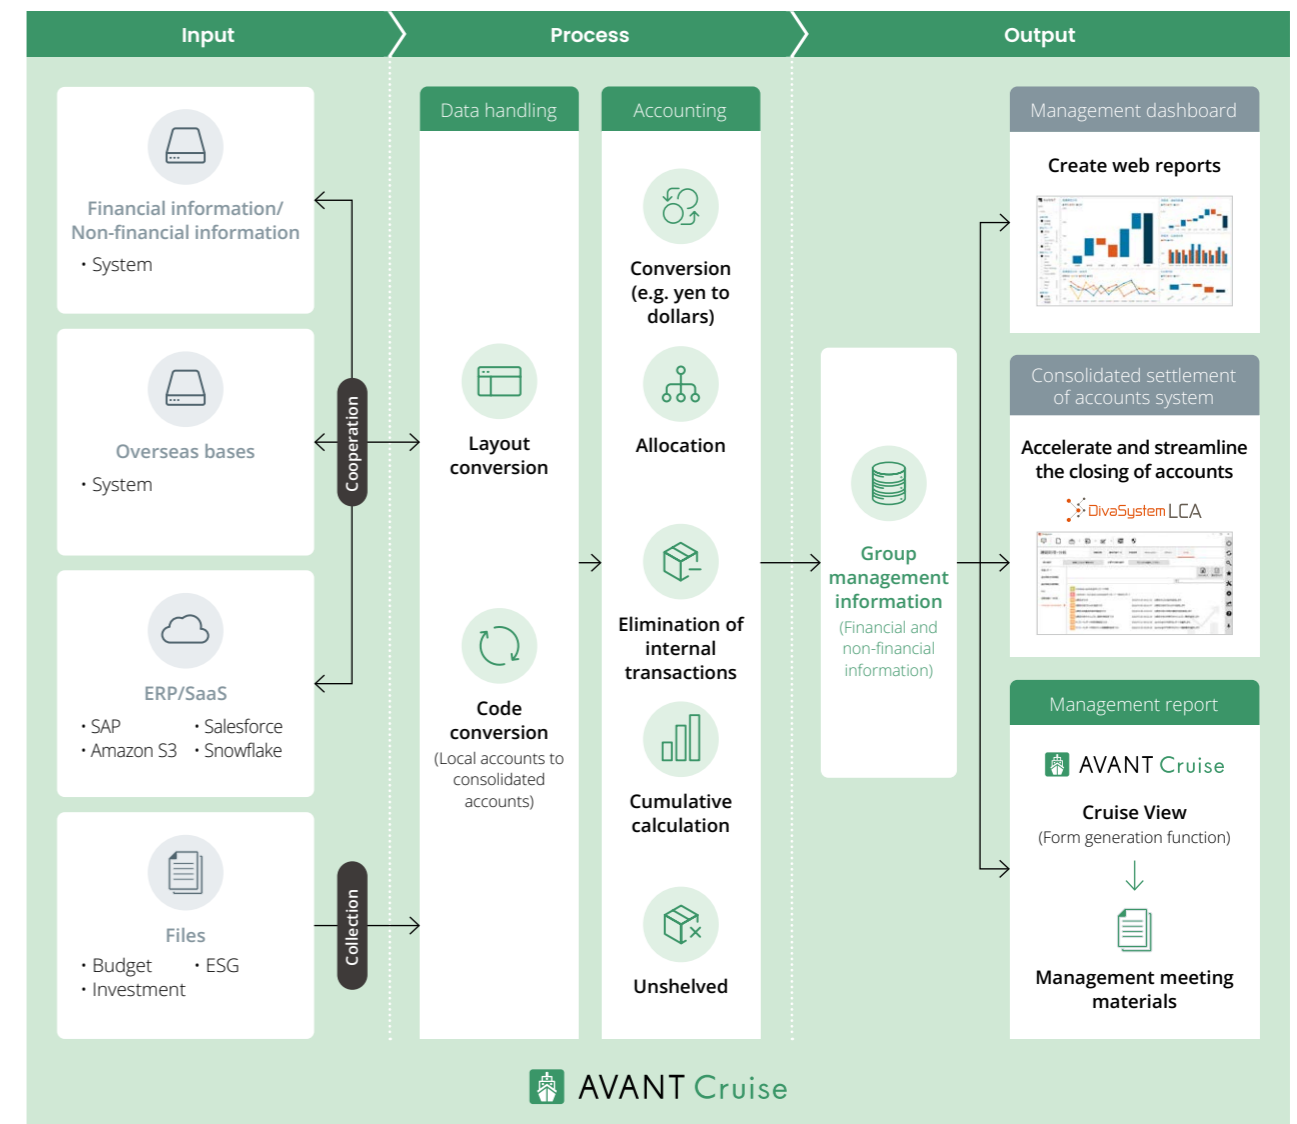 Input
Process
Output
Financial information/
Non-financial information
・System
Overseas bases
・System
ERP/SaaS
・SAP ・Salesforce
・Amazon S3 ・Snowflake
Files
・Budget ・ESG
・Investment
Cooperation
Collection
Data handling
Layout
conversion
Code
conversion
(Local accounts to
consolidated
accounts)
Accounting
Conversion
(e.g. yen to
dollars)
Allocation
Elimination of
internal
transactions
Cumulative
calculation
Unshelved
Group
management
information
(Financial and
non-financial
information)
Management dashboard
Create web reports
Consolidated settlement
of accounts system
Accelerate and streamline
the closing of accounts
DivaSystem LCA
Management report
AVANT Cruise
Cruise View
(Form generation function)
Management meeting
materials
AVANT Cruise